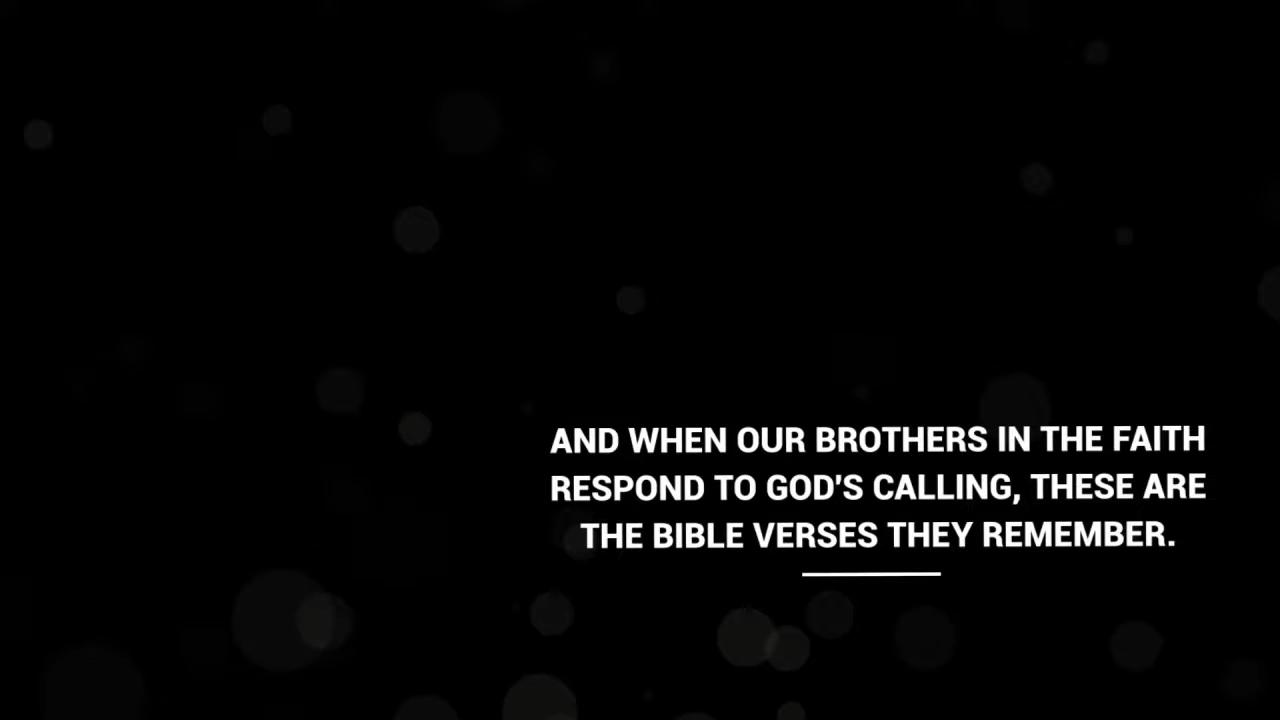 AND WHEN OUR BROTHERS IN THE FAITH
RESPOND TO GOD'S CALLING, THESE ARE
THE BIBLE VERSES THEY REMEMBER.